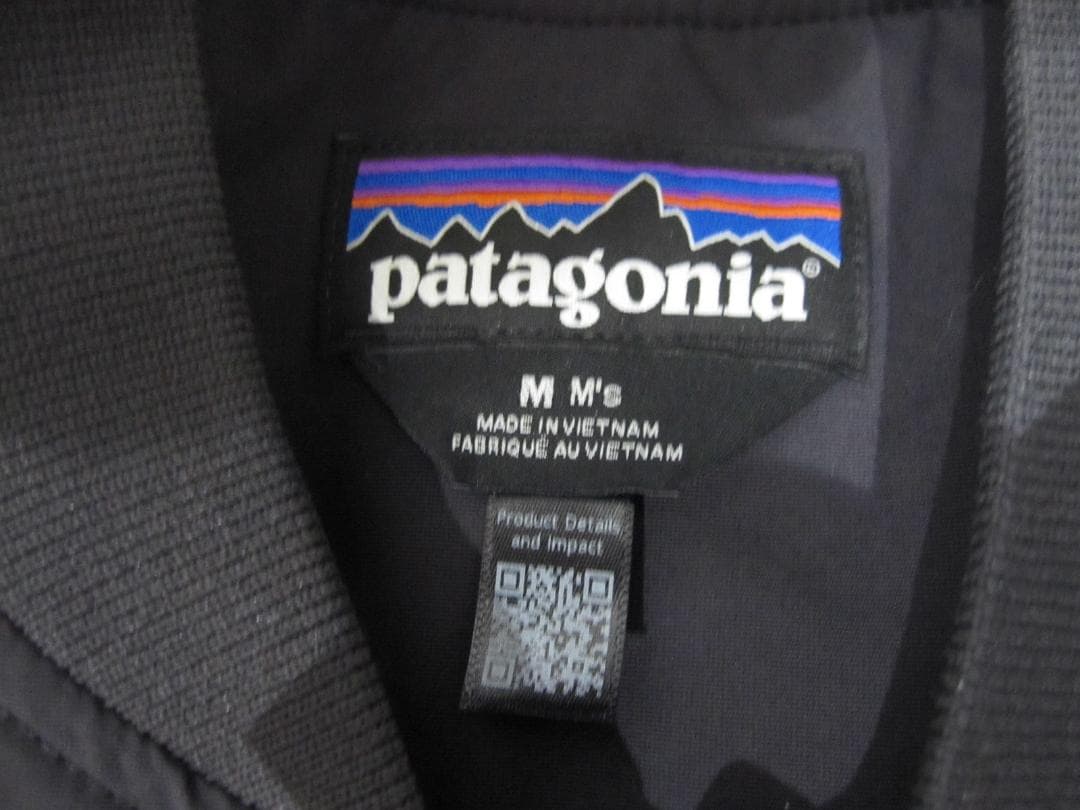 patagonia®
M M's
MADE IN VIETNAM
FABRIQUÉ AU VIETNAM
Product Details
and Impact